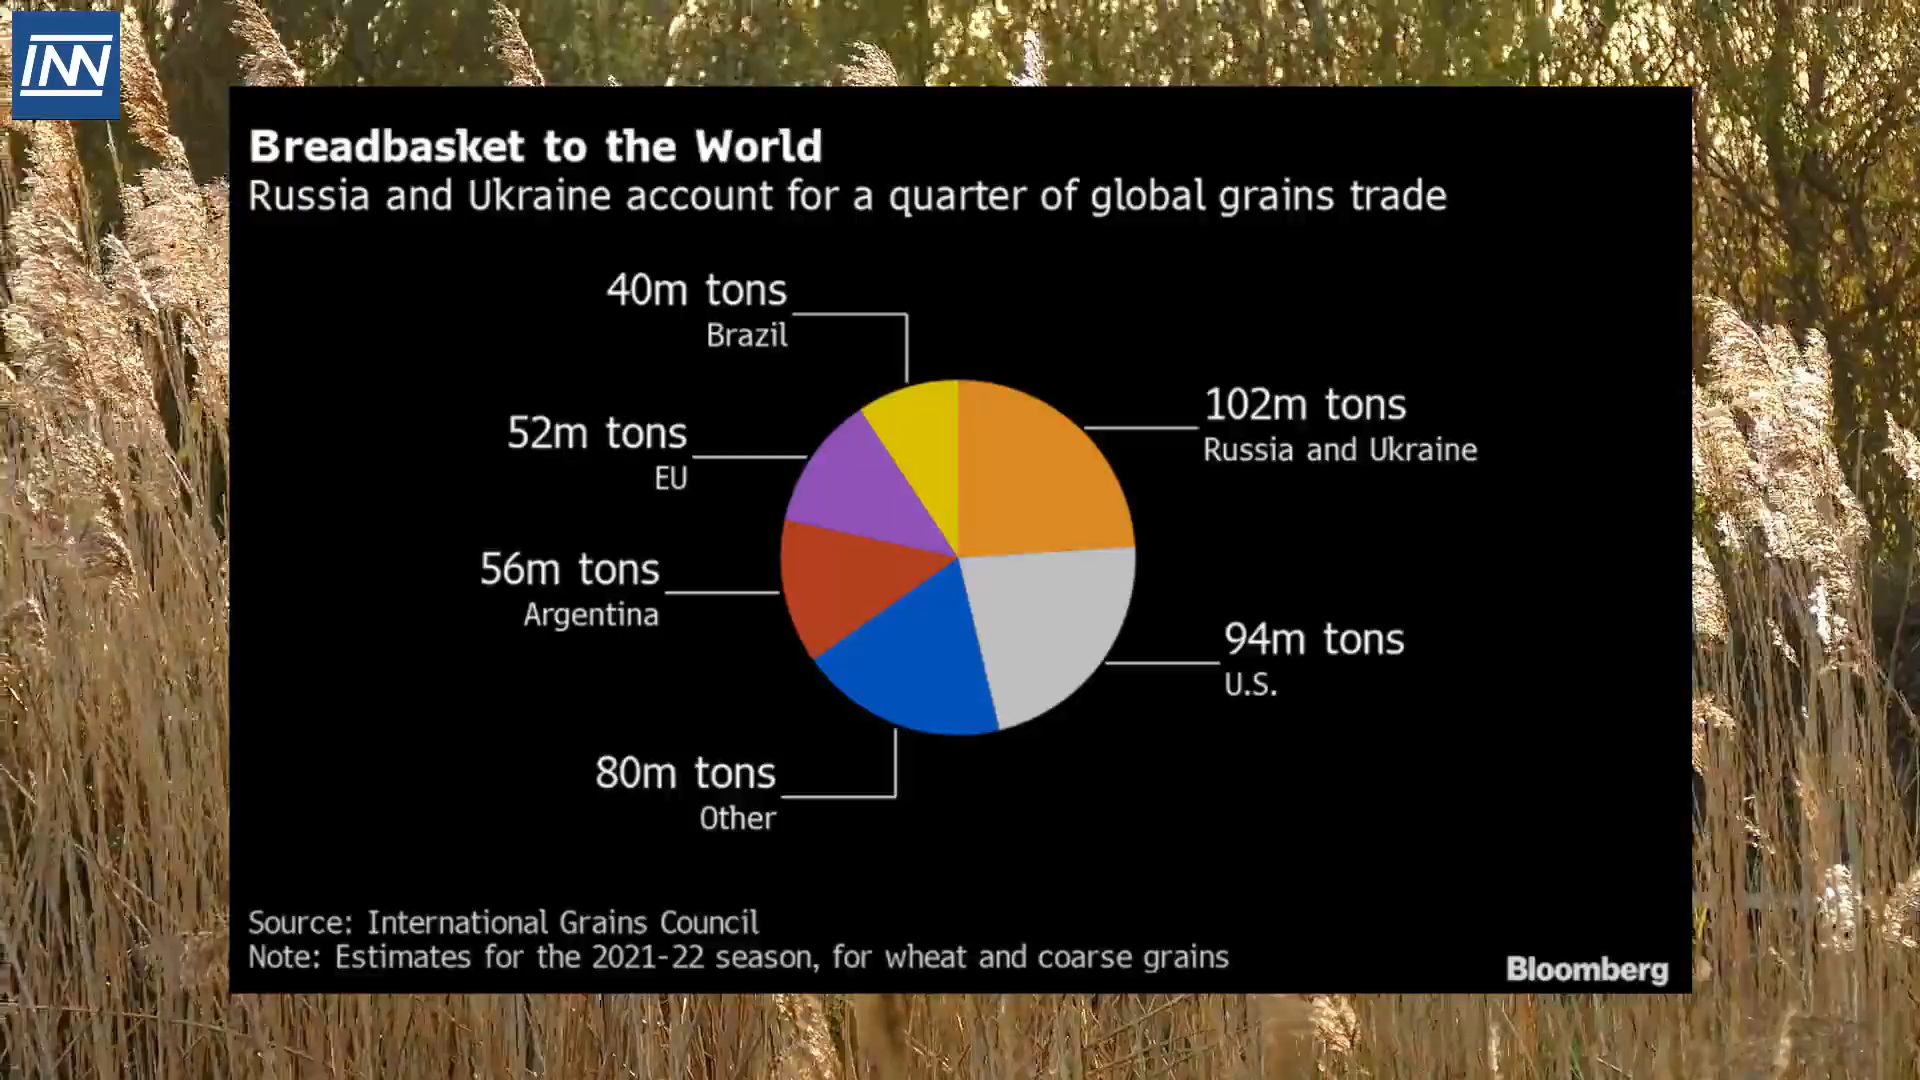 INN
Breadbasket to the World
Russia and Ukraine account for a quarter of global grains trade
40m tons
Brazil
102m tons
Russia and Ukraine
52m tons
EU
56m tons
Argentina
94m tons
U.S.
80m tons
Other
Source: International Grains Council
Note: Estimates for the 2021-22 season, for wheat and coarse grains
Bloomberg